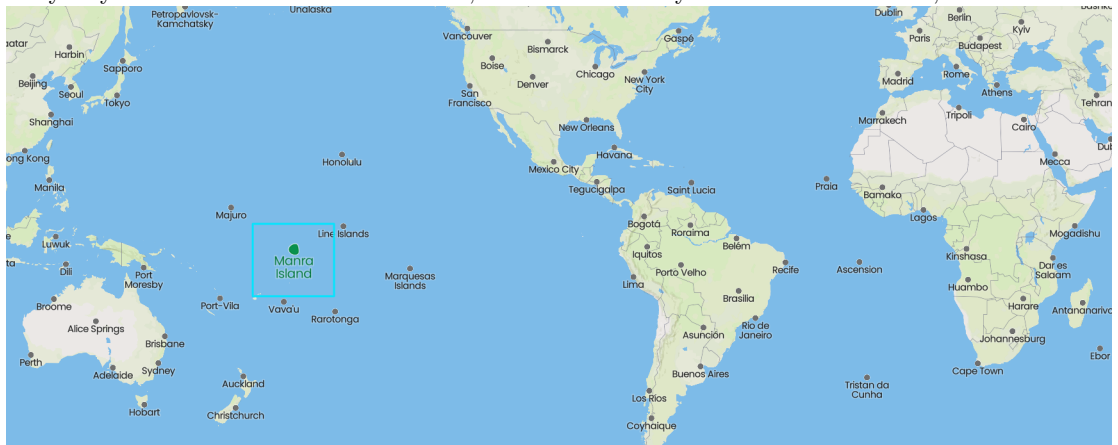 Petropavlovsk-
Kamchatsky
Unalaska
Dublin
Berlin
Kyiv
Vancouver
Gaspé
Paris
Budapest
Harbin
Bismarck
Boise
Sapporo
Chicago
New York
City
Madrid
Rome
Beijing
Seoul
Denver
San
Francisco
Athens
Tokyo
Tehran
Shanghai
Marrakech
Tripoli
New Orleans
Cairo
Honolulu
Havana
Mecca
Mexico City
Manila
Tegucigalpa
Saint Lucia
Praia
Bamako
Majuro
Lagos
Bogotá
Roraima
Line Islands
Mogadishu
Luwuk
Belém
Iquitos
Kinshasa
Manra
Island
Dili
Port
Moresby
Marquesas
Islands
Porto Velho
Recife
Ascension
Dar es
Salaam
Lima
Huambo
Broome
Port-Vila
Vava'u
Brasilia
Harare
Antananarivo
Rarotonga
Alice Springs
Rio de
Janeiro
Brisbane
Asunción
Johannesburg
Perth
Adelaide
Sydney
Cape Town
Buenos Aires
Auckland
Tristan da
Cunha
Los Rios
Hobart
Christchurch
Coyhaique